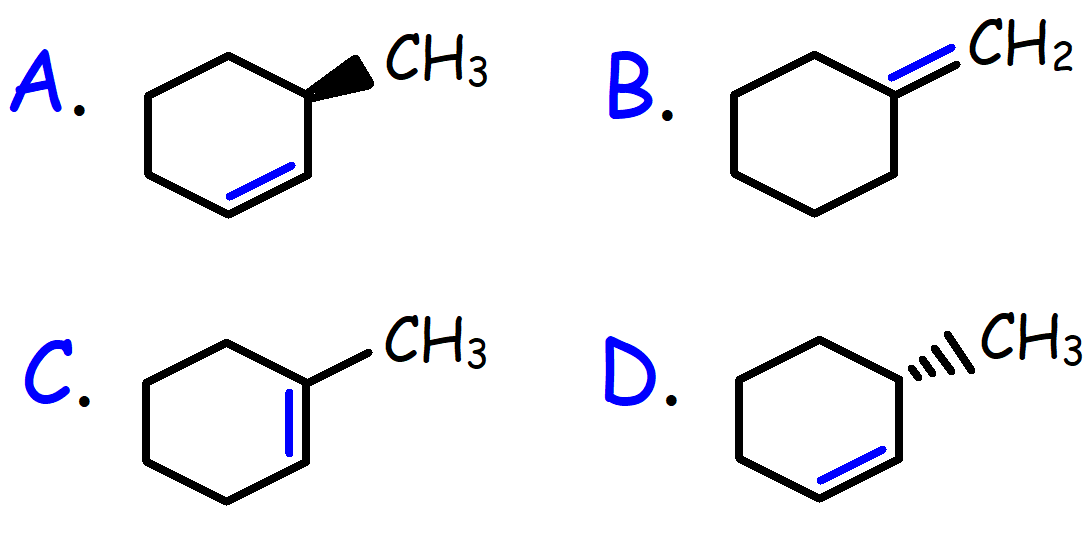 A. CH₃
B. CH₂
C. CH₃
D. CH₃